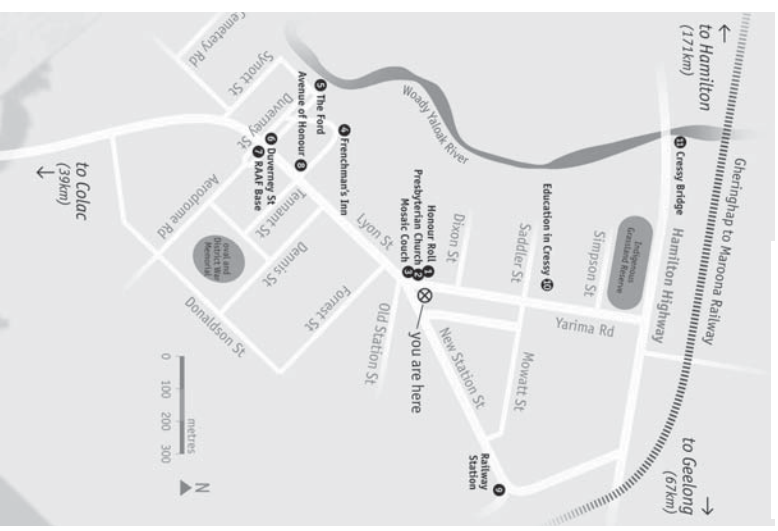 to Hamilton
(171km)
Gheringhap to Maroona Railway
to Geelong
(67km)
11 Cressy Bridge
Hamilton Highway
Indigenous
Grassland Reserve
Simpson St
Yarima Rd
Education in Cressy 10
Saddler St
Mowatt St
Dixon St
New Station St
Railway
Station
9
Woady Yaloak River
Honour Roll 1
Presbyterian Church 2
Mosaic Couch 3
you are here
Old Station St
Lyon St
Forrest St
4 Frenchman's Inn
5 The Ford
Avenue of Honour 8
6 Duverney St
7 RAAF Base
Duverney St
Synott St
Cemetery Rd
Tennant St
Dennis St
Aerodrome Rd
oval and
District War
Memorial
Donaldson St
to Colac
(39km)
0 100 200 300
metres
N